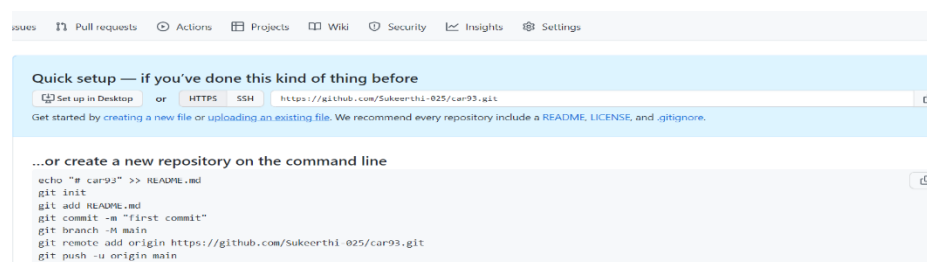 ssues Pull requests Actions Projects Wiki Security Insights Settings
Quick setup — if you've done this kind of thing before
Set up in Desktop or HTTPS SSH https://github.com/Sukeerthi-025/car93.git
Get started by creating a new file or uploading an existing file. We recommend every repository include a README, LICENSE, and .gitignore.
...or create a new repository on the command line
echo "# car93" >> README.md
git init
git add README.md
git commit -m "first commit"
git branch -M main
git remote add origin https://github.com/Sukeerthi-025/car93.git
git push -u origin main